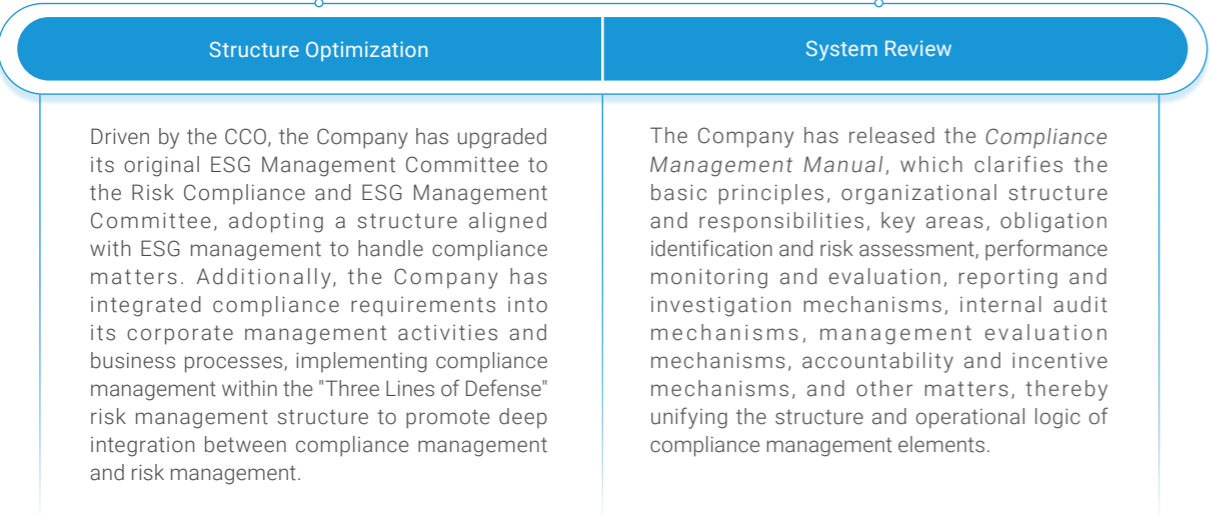 Structure Optimization
Driven by the CCO, the Company has upgraded
its original ESG Management Committee to
the Risk Compliance and ESG Management
Committee, adopting a structure aligned
with ESG management to handle compliance
matters. Additionally, the Company has
integrated compliance requirements into
its corporate management activities and
business processes, implementing compliance
management within the "Three Lines of Defense"
risk management structure to promote deep
integration between compliance management
and risk management.
System Review
The Company has released the Compliance
Management Manual, which clarifies the
basic principles, organizational structure
and responsibilities, key areas, obligation
identification and risk assessment, performance
monitoring and evaluation, reporting and
investigation mechanisms, internal audit
mechanisms, management evaluation
mechanisms, accountability and incentive
mechanisms, and other matters, thereby
unifying the structure and operational logic of
compliance management elements.